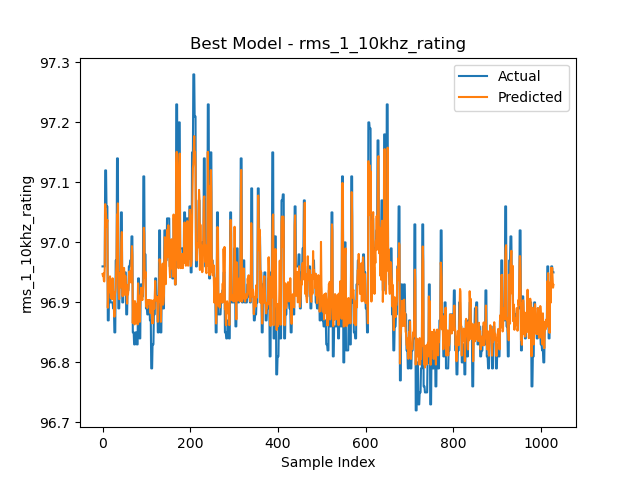 Best Model - rms_1_10khz_rating
Actual
Predicted
97.3
97.2
97.1
97.0
96.9
96.8
96.7
rms_1_10khz_rating
0 200 400 600 800 1000
Sample Index